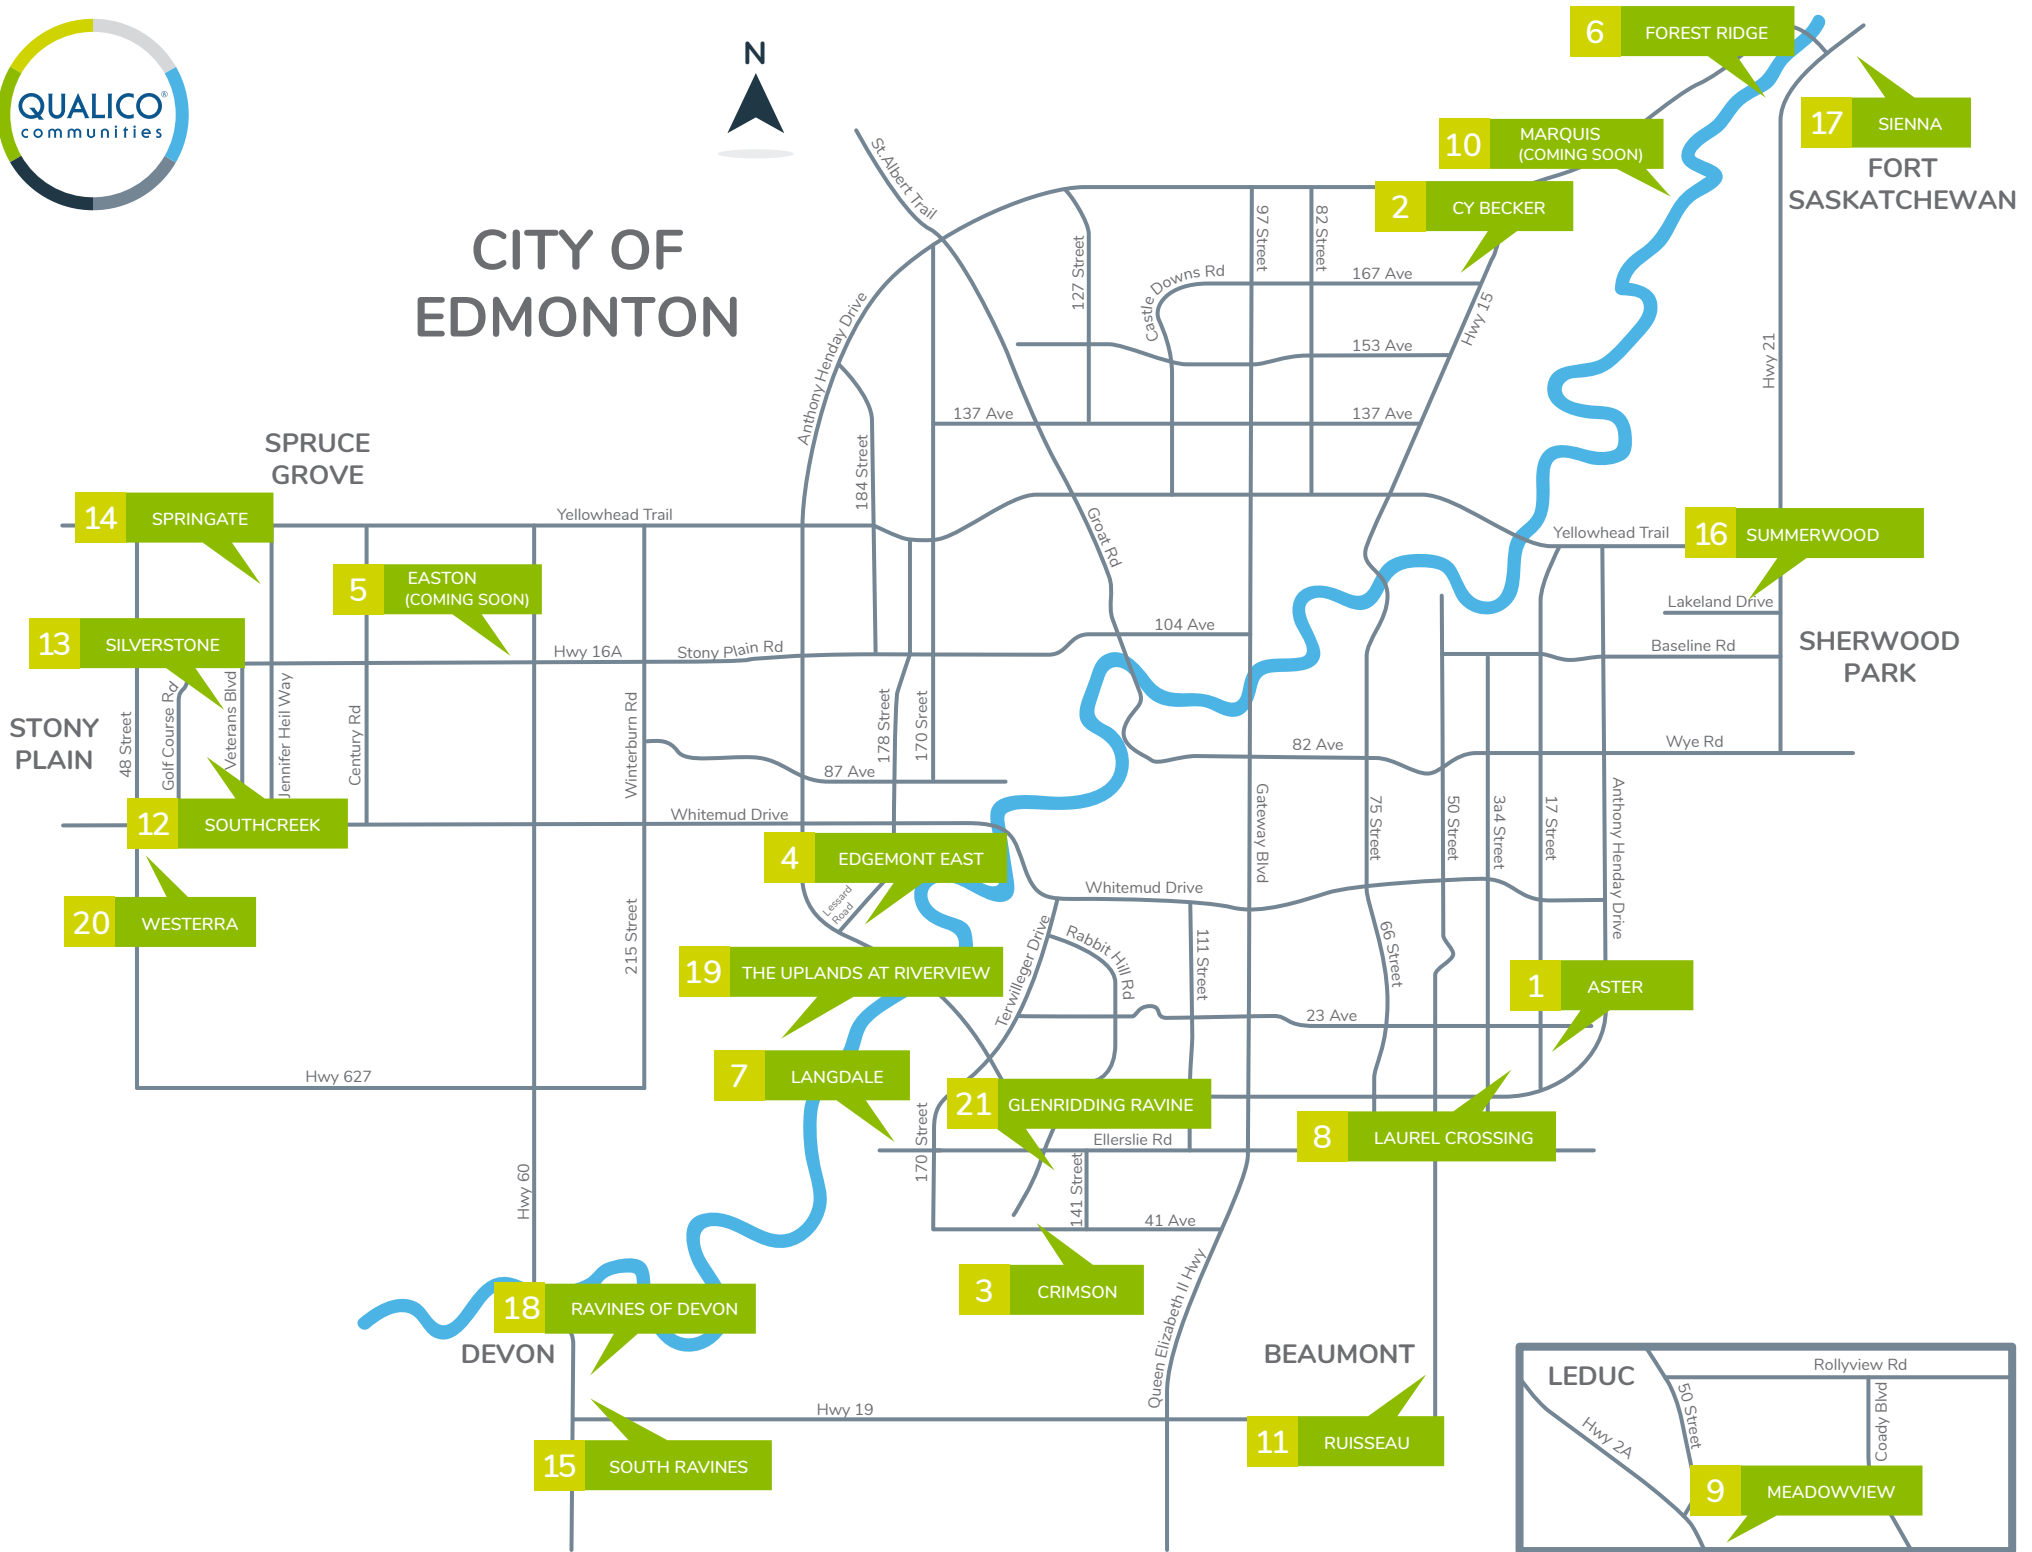 QUALICO®
communities
N
CITY OF
EDMONTON
6
FOREST RIDGE
17
SIENNA
FORT
SASKATCHEWAN
10
MARQUIS
(COMING SOON)
2
CY BECKER
St.Albert Trail
Anthony Henday Drive
127 Street
Castle Downs Rd
97 Street
82 Street
167 Ave
153 Ave
Hwy 15
Hwy 21
137 Ave
137 Ave
184 Street
SPRUCE
GROVE
14
SPRINGATE
Yellowhead Trail
Groat Rd
Yellowhead Trail
16
SUMMERWOOD
5
EASTON
(COMING SOON)
Lakeland Drive
13
SILVERSTONE
Hwy 16A
Stony Plain Rd
104 Ave
Baseline Rd
SHERWOOD
PARK
STONY
PLAIN
48 Street
Golf Course Rd
Veterans Blvd
Jennifer Heil Way
Century Rd
Winterburn Rd
178 Street
170 Sreet
87 Ave
82 Ave
Wye Rd
12
SOUTHCREEK
Whitemud Drive
Gateway Blvd
75 Street
50 Street
3a4 Street
17 Street
Anthony Henday Drive
4
EDGEMONT EAST
Lessard
Road
Whitemud Drive
20
WESTERRA
215 Street
Terwilleger Drive
Rabbit Hill Rd
111 Street
66 Street
19
THE UPLANDS AT RIVERVIEW
1
ASTER
23 Ave
Hwy 627
7
LANGDALE
170 Street
21
GLENRIDDING RAVINE
Ellerslie Rd
8
LAUREL CROSSING
Hwy 60
141 Street
41 Ave
3
CRIMSON
Queen Elizabeth II Hwy
18
RAVINES OF DEVON
DEVON
BEAUMONT
Hwy 19
11
RUISSEAU
15
SOUTH RAVINES
LEDUC
Rollyview Rd
50 Street
Coady Blvd
Hwy 2A
9
MEADOWVIEW